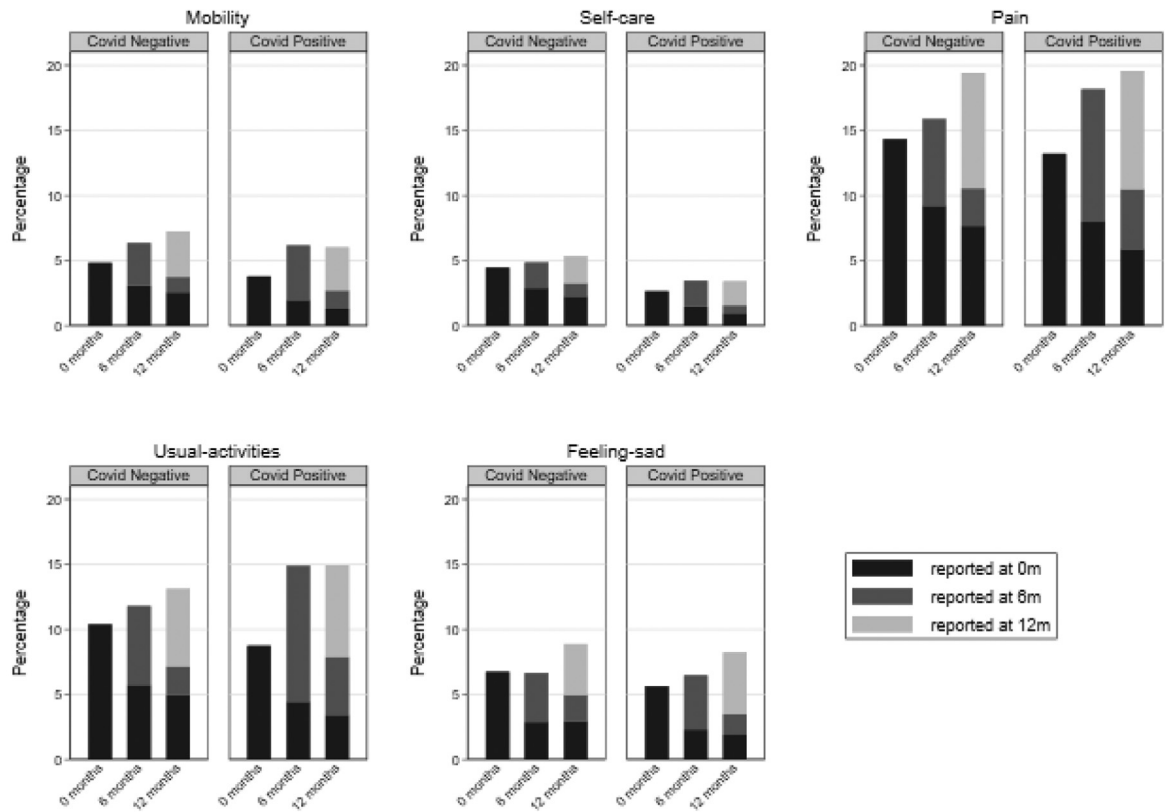 Mobility
Covid Negative Covid Positive
Percentage
20
15
10
5
0
0 months 6 months 12 months 0 months 6 months 12 months
Self-care
Covid Negative Covid Positive
Percentage
20
15
10
5
0
0 months 6 months 12 months 0 months 6 months 12 months
Pain
Covid Negative Covid Positive
Percentage
20
15
10
5
0
0 months 6 months 12 months 0 months 6 months 12 months
Usual-activities
Covid Negative Covid Positive
Percentage
20
15
10
5
0
0 months 6 months 12 months 0 months 6 months 12 months
Feeling-sad
Covid Negative Covid Positive
Percentage
20
15
10
5
0
0 months 6 months 12 months 0 months 6 months 12 months
reported at 0m
reported at 6m
reported at 12m